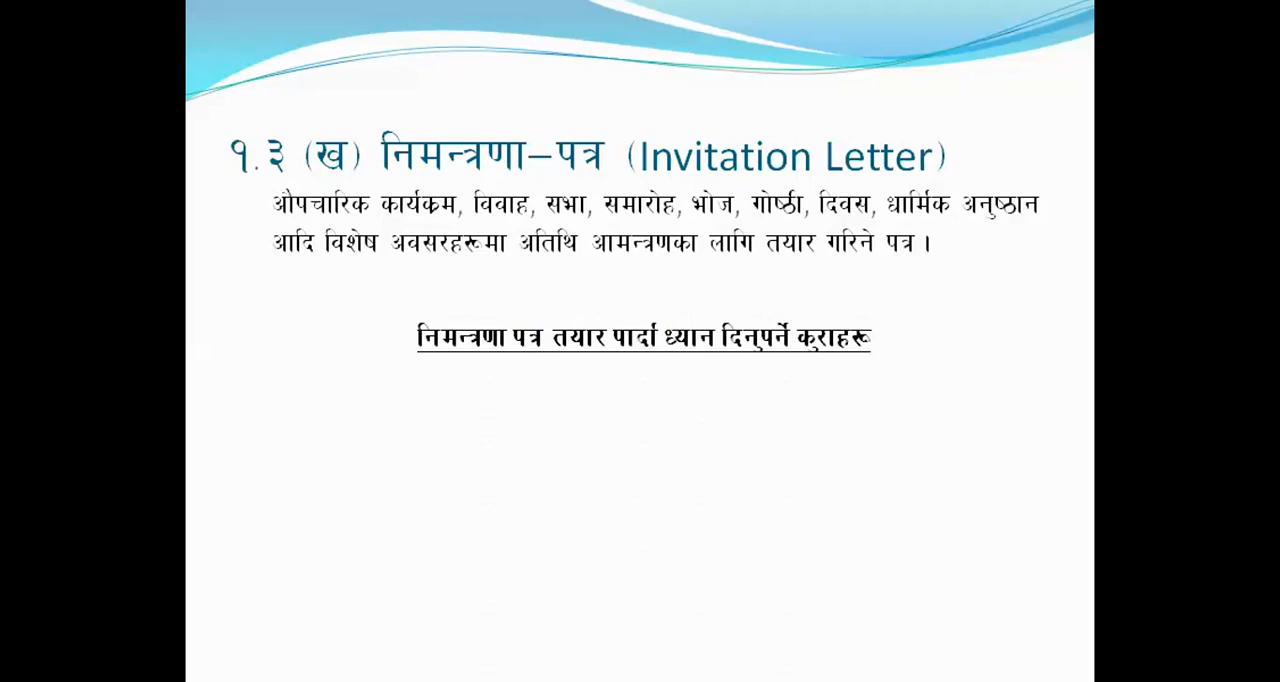 १.३ (ख) निमन्त्रणा–पत्र (Invitation Letter)
औपचारिक कार्यक्रम, विवाह, सभा, समारोह, भोज, गोष्ठी, दिवस, धार्मिक अनुष्ठान
आदि विशेष अवसरहरूमा अतिथि आमन्त्रणका लागि तयार गरिने पत्र ।
निमन्त्रणा पत्र तयार पार्दा ध्यान दिनुपर्ने कुराहरू